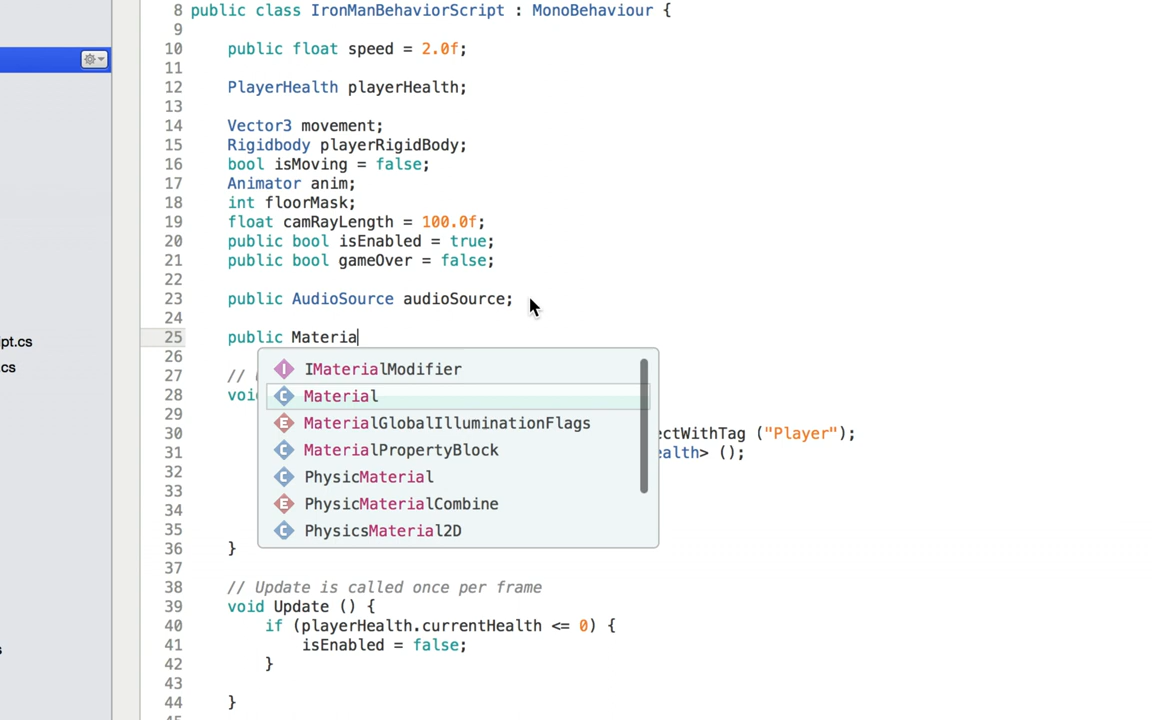 8 public class IronManBehaviorScript : MonoBehaviour {
9
10 public float speed = 2.0f;
11
12 PlayerHealth playerHealth;
13
14 Vector3 movement;
15 Rigidbody playerRigidBody;
16 bool isMoving = false;
17 Animator anim;
18 int floorMask;
19 float camRayLength = 100.0f;
20 public bool isEnabled = true;
21 public bool gameOver = false;
22
23 public AudioSource audioSource;
24
25 public Materia
ipt.cs
26
I IMaterialModifier
.cs
27 //
28 voi
C Material
29
E MaterialGlobalIlluminationFlags
30 ectWithTag ("Player");
31 ealth> ();
C MaterialPropertyBlock
32
C PhysicMaterial
33
E PhysicMaterialCombine
34
35
C PhysicsMaterial2D
36 }
37
38 // Update is called once per frame
39 void Update () {
40 if (playerHealth.currentHealth <= 0) {
41 isEnabled = false;
42 }
43
44 }